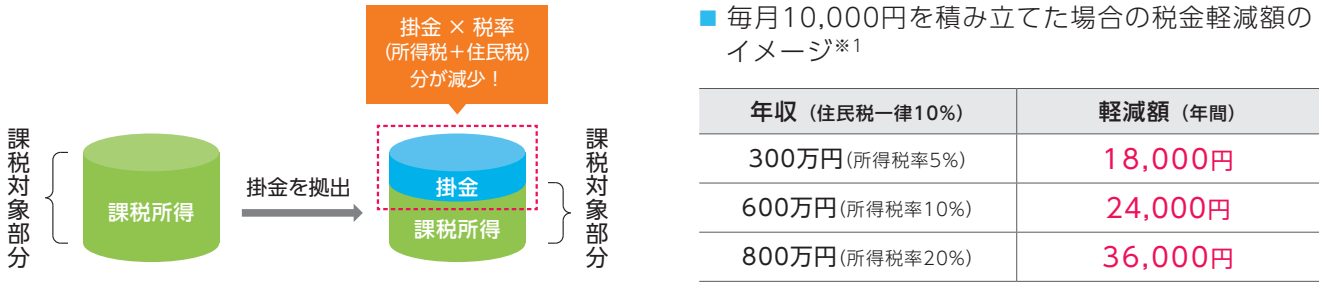 掛金 × 税率
(所得税＋住民税)
分が減少！
課税対象部分
課税所得
掛金を拠出
掛金
課税所得
課税対象部分
■ 毎月10,000円を積み立てた場合の税金軽減額の
イメージ※1
年収（住民税一律10%） 軽減額（年間）
300万円(所得税率5%) 18,000円
600万円(所得税率10%) 24,000円
800万円(所得税率20%) 36,000円